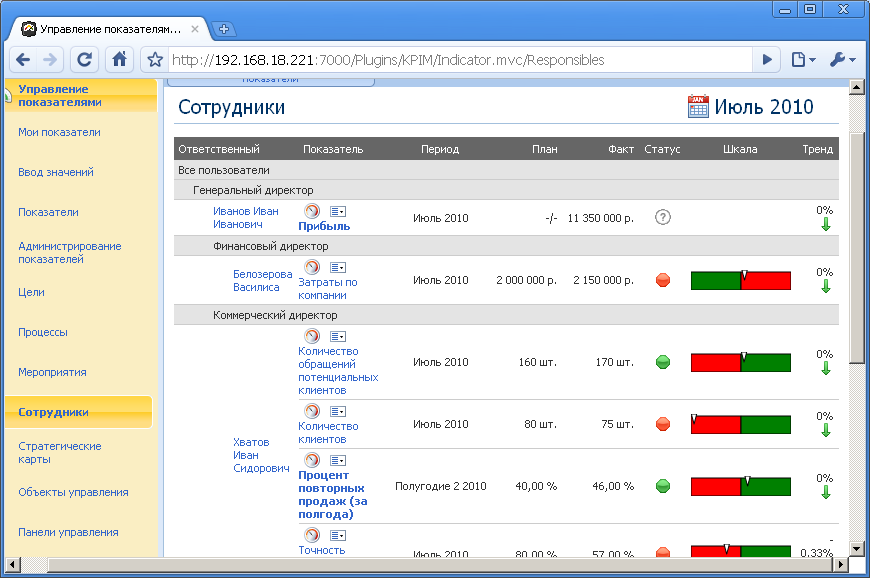 Управление показателям...
http://192.168.18.221:7000/Plugins/KPIM/Indicator.mvc/Responsibles
Управление
показателями
Мои показатели
Ввод значений
Показатели
Администрирование
показателей
Цели
Процессы
Мероприятия
Сотрудники
Стратегические
карты
Объекты управления
Панели управления
показатели
Сотрудники
JAN
Июль 2010
Ответственный Показатель Период План Факт Статус Шкала Тренд
Все пользователи
Генеральный директор
Иванов Иван
Иванович
Прибыль
Июль 2010 -/- 11 350 000 р. ? 0%
Финансовый директор
Белозерова
Василиса
Затраты по
компании
Июль 2010 2 000 000 р. 2 150 000 р. 0%
Коммерческий директор
Хватов
Иван
Сидорович
Количество
обращений
потенциальных
клиентов
Июль 2010 160 шт. 170 шт. 0%
Количество
клиентов
Июль 2010 80 шт. 75 шт. 0%
Процент
повторных
продаж (за
полгода)
Полугодие 2 2010 40,00 % 46,00 % 0%
Точность
Июль 2010 80,00 % 57,00 % -
0.33%